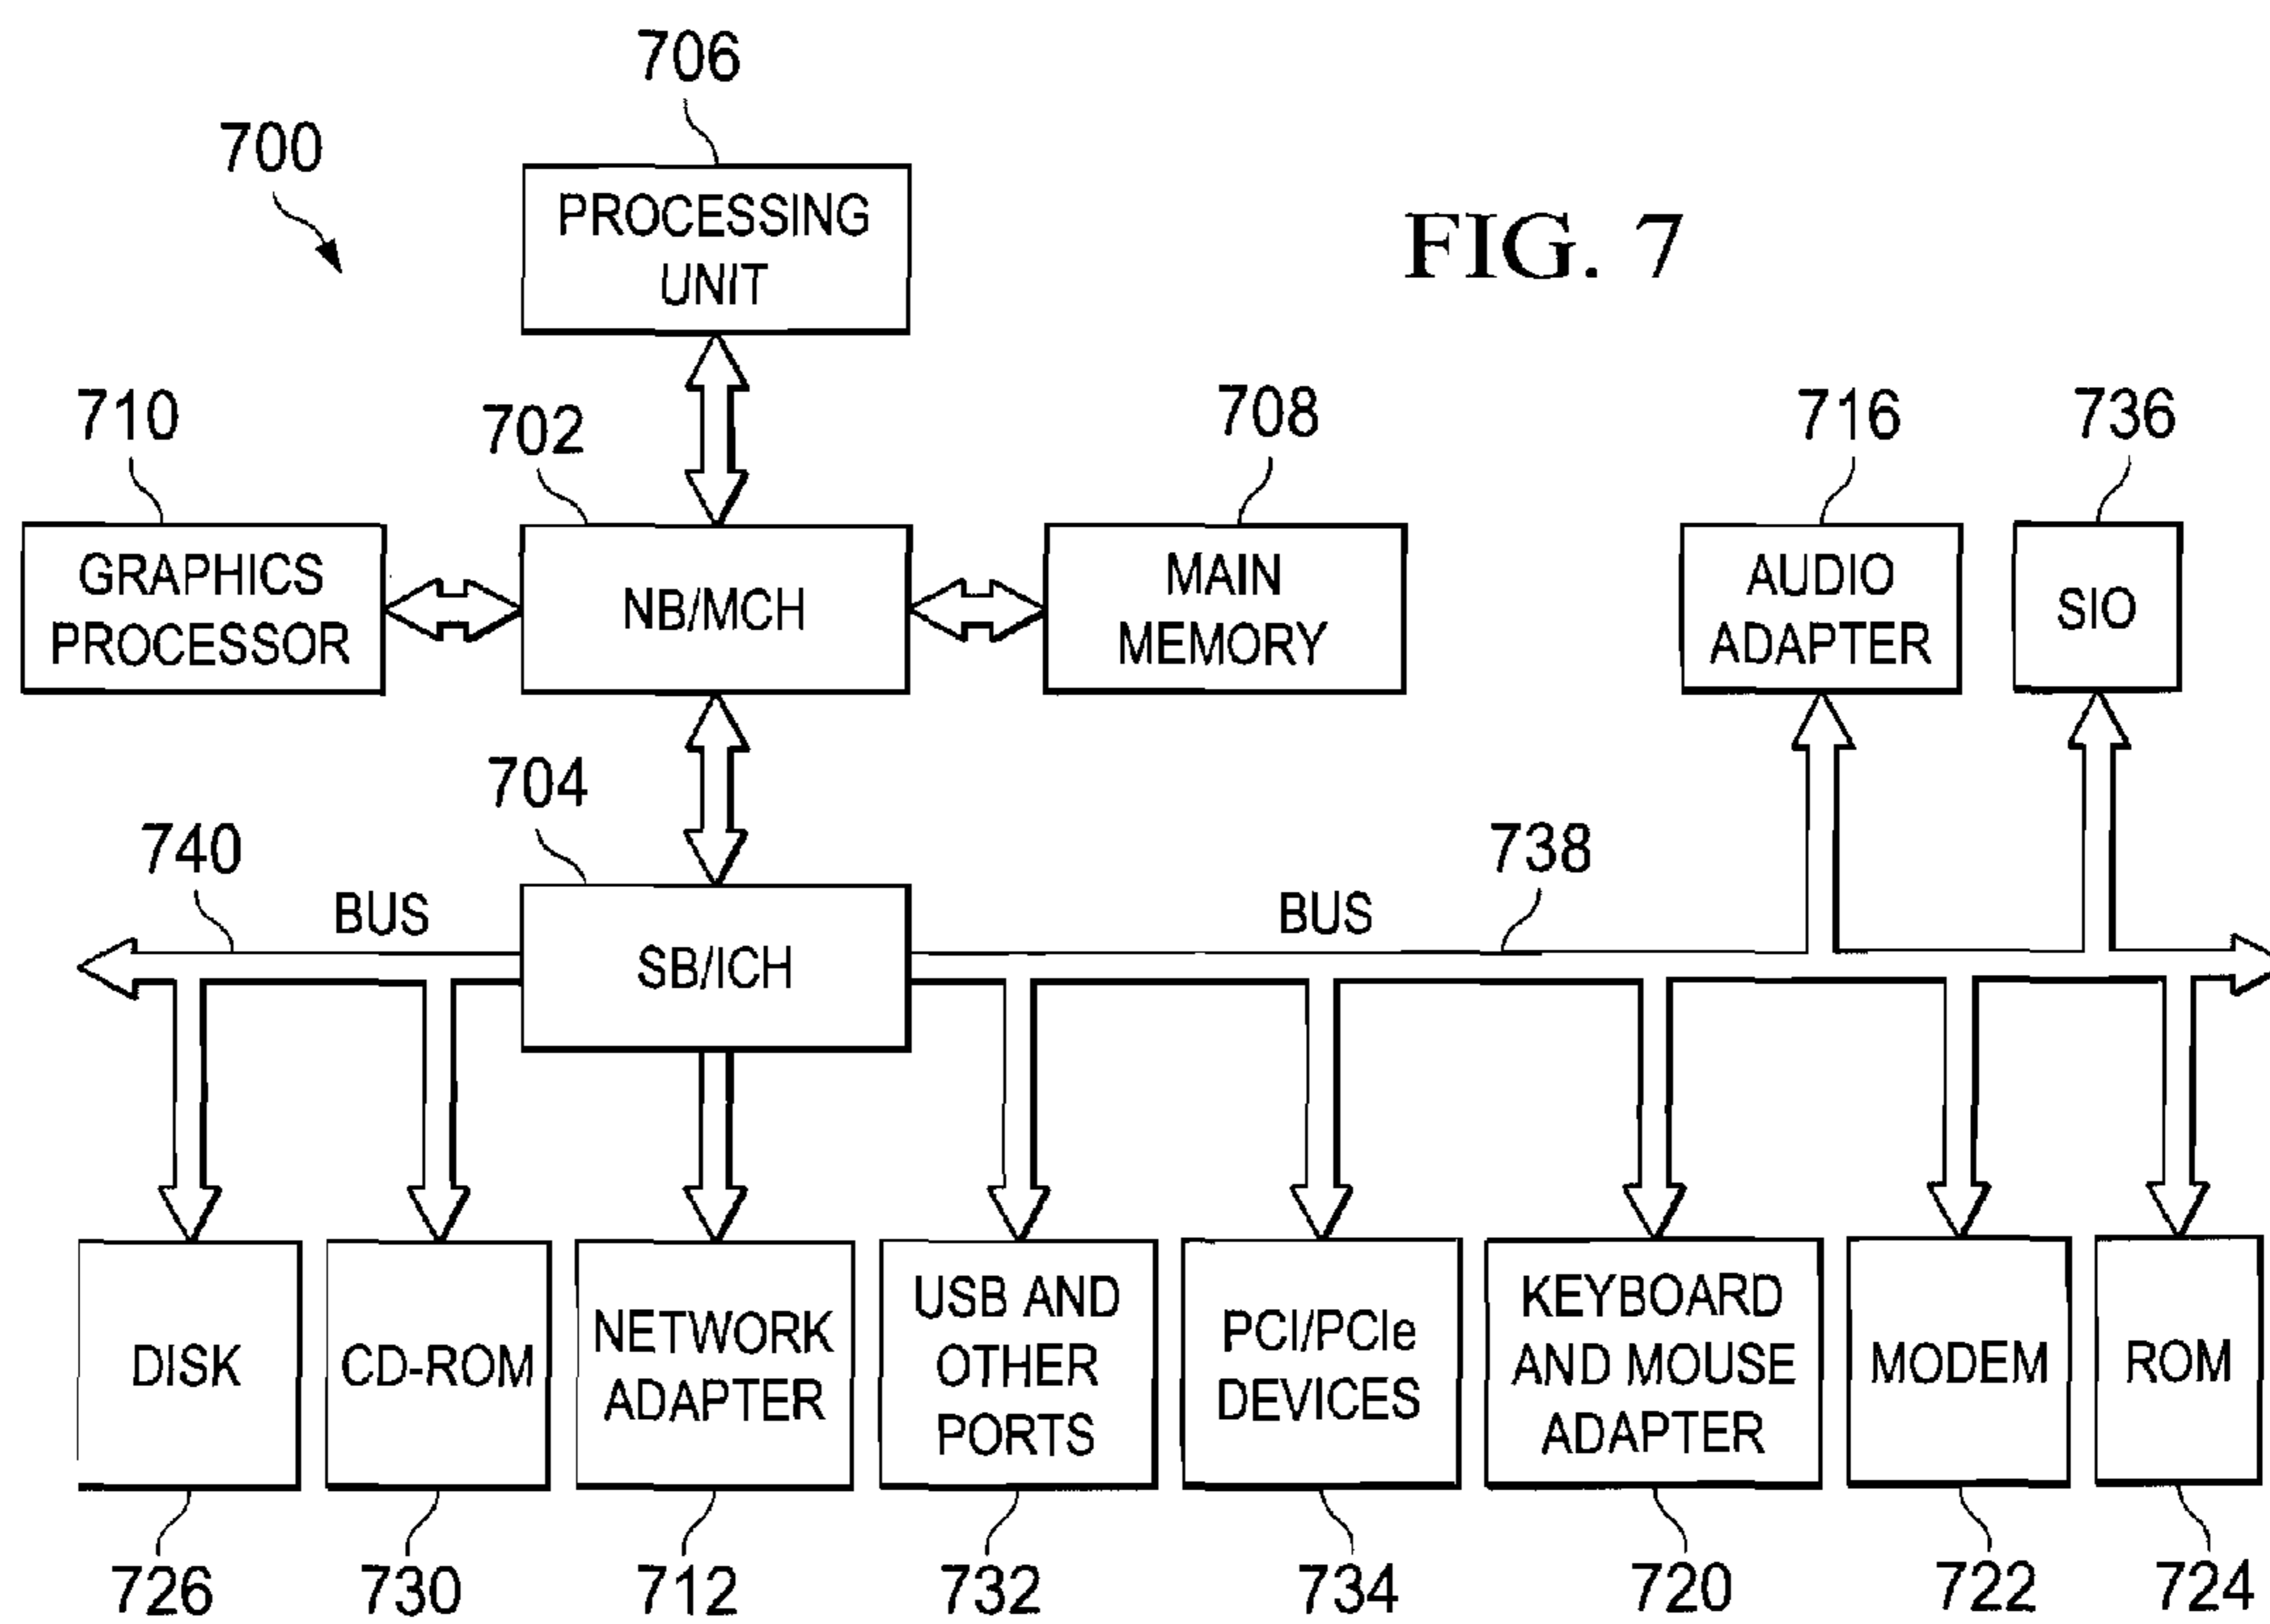 706
700
PROCESSING
UNIT
FIG. 7
710
702
708
716
736
GRAPHICS
PROCESSOR
NB/MCH
MAIN
MEMORY
AUDIO
ADAPTER
SIO
704
740
738
BUS
BUS
SB/ICH
DISK
CD-ROM
NETWORK
ADAPTER
USB AND
OTHER
PORTS
PCI/PCIe
DEVICES
KEYBOARD
AND MOUSE
ADAPTER
MODEM
ROM
726
730
712
732
734
720
722
724